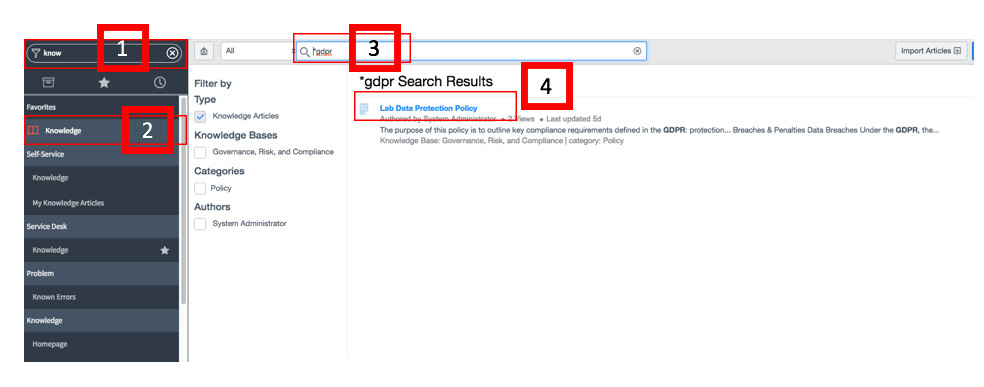 know
1
Favorites
Knowledge
2
Self-Service
Knowledge
My Knowledge Articles
Service Desk
Knowledge
Problem
Known Errors
Knowledge
Homepage
All
*gdpr
3
Import Articles
Filter by
Type
Knowledge Articles
Knowledge Bases
Governance, Risk, and Compliance
Categories
Policy
Authors
System Administrator
*gdpr Search Results
4
Lab Data Protection Policy
Authored by System Administrator • 2 Views • Last updated 5d
The purpose of this policy is to outline key compliance requirements defined in the GDPR: protection... Breaches & Penalties Data Breaches Under the GDPR, the...
Knowledge Base: Governance, Risk, and Compliance | category: Policy